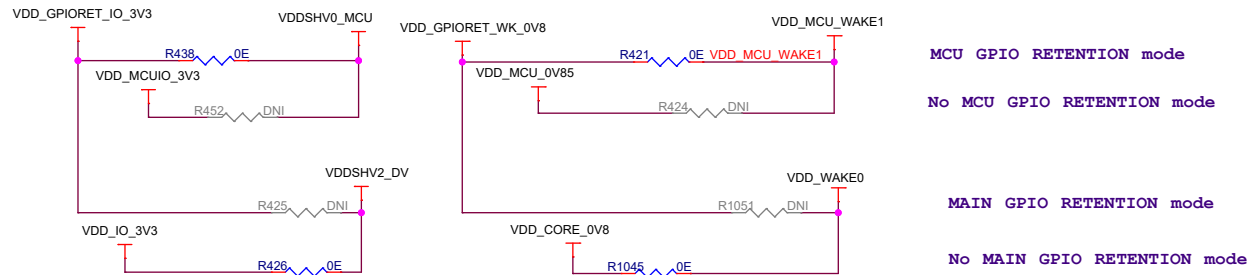 VDD_GPIORET_IO_3V3 VDDSHV0_MCU VDD_GPIORET_WK_0V8 VDD_MCU_WAKE1
R438 0E R421 0E VDD_MCU_WAKE1 MCU GPIO RETENTION mode
VDD_MCUIO_3V3 VDD_MCU_0V85
R452 DNI R424 DNI No MCU GPIO RETENTION mode
VDDSHV2_DV VDD_WAKE0
R425 DNI R1051 DNI MAIN GPIO RETENTION mode
VDD_IO_3V3 VDD_CORE_0V8
R426 0E R1045 0E No MAIN GPIO RETENTION mode